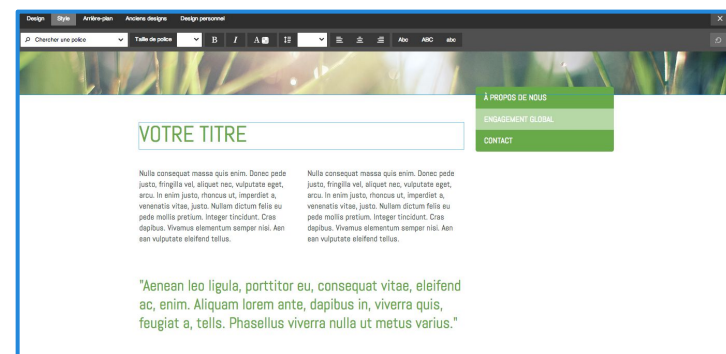 Design Style Arrière-plan Anciens designs Design personnel
Chercher une police Taille de police B I A Abc ABC abc
À PROPOS DE NOUS
ENGAGEMENT GLOBAL
CONTACT
VOTRE TITRE
Nulla consequat massa quis enim. Donec pede
justo, fringilla vel, aliquet nec, vulputate eget,
arcu. In enim justo, rhoncus ut, imperdiet a,
venenatis vitae, justo. Nullam dictum felis eu
pede mollis pretium. Integer tincidunt. Cras
dapibus. Vivamus elementum semper nisi. Aen
ean vulputate eleifend tellus.
Nulla consequat massa quis enim. Donec pede
justo, fringilla vel, aliquet nec, vulputate eget,
arcu. In enim justo, rhoncus ut, imperdiet a,
venenatis vitae, justo. Nullam dictum felis eu
pede mollis pretium. Integer tincidunt. Cras
dapibus. Vivamus elementum semper nisi. Aen
ean vulputate eleifend tellus.
"Aenean leo ligula, porttitor eu, consequat vitae, eleifend
ac, enim. Aliquam lorem ante, dapibus in, viverra quis,
feugiat a, tells. Phasellus viverra nulla ut metus varius."